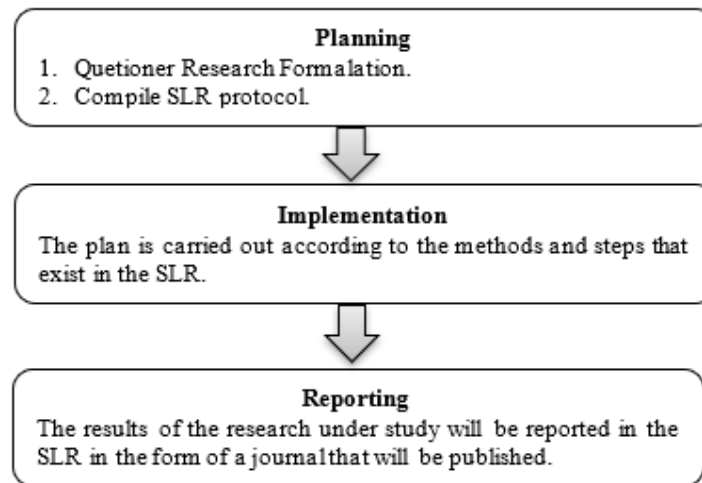 Planning
1. Quetioner Research Formalation.
2. Compile SLR protocol.
Implementation
The plan is carried out according to the methods and steps that
exist in the SLR.
Reporting
The results of the research under study will be reported in the
SLR in the form of a journal that will be published.